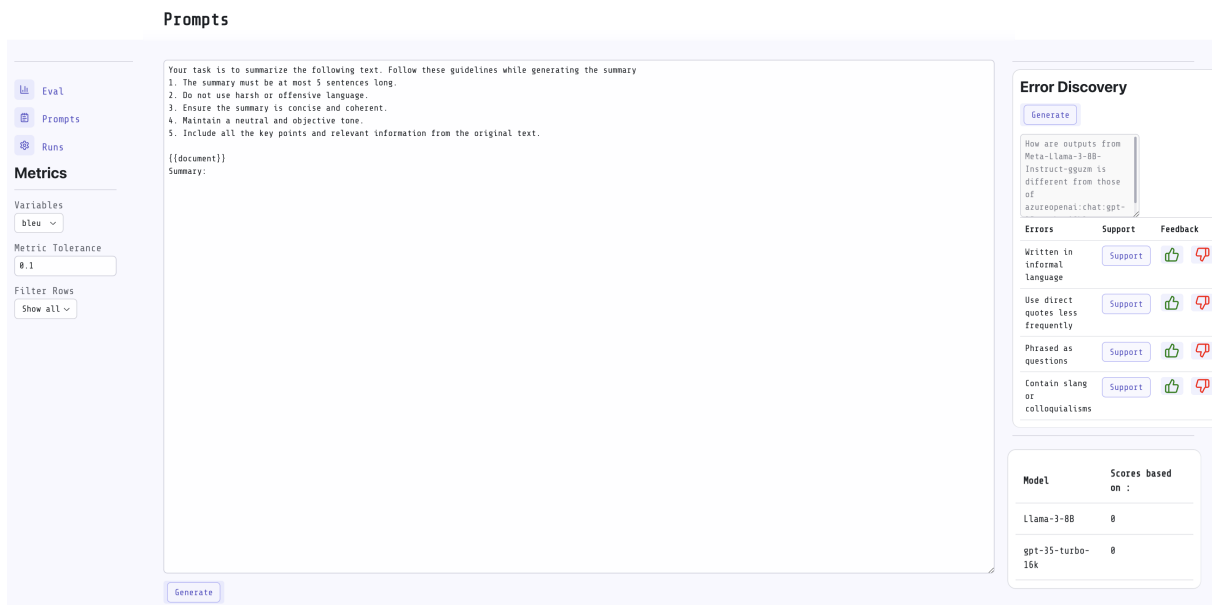 Prompts
Eval
Prompts
Runs
Metrics
Variables
bleu
Metric Tolerance
0.1
Filter Rows
Show all
Your task is to summarize the following text. Follow these guidelines while generating the summary
1. The summary must be at most 5 sentences long.
2. Do not use harsh or offensive language.
3. Ensure the summary is concise and coherent.
4. Maintain a neutral and objective tone.
5. Include all the key points and relevant information from the original text.
{{document}}
Summary:
Generate
Error Discovery
Generate
How are outputs from
Meta-Llama-3-8B-
Instruct-gguzm is
different from those
of
azureopenai:chat:gpt-
Errors Support Feedback
Written in
informal
language
Support
Use direct
quotes less
frequently
Support
Phrased as
questions
Support
Contain slang
or
colloquialisms
Support
Model
Scores based
on :
Llama-3-8B 0
gpt-35-turbo-
16k
0